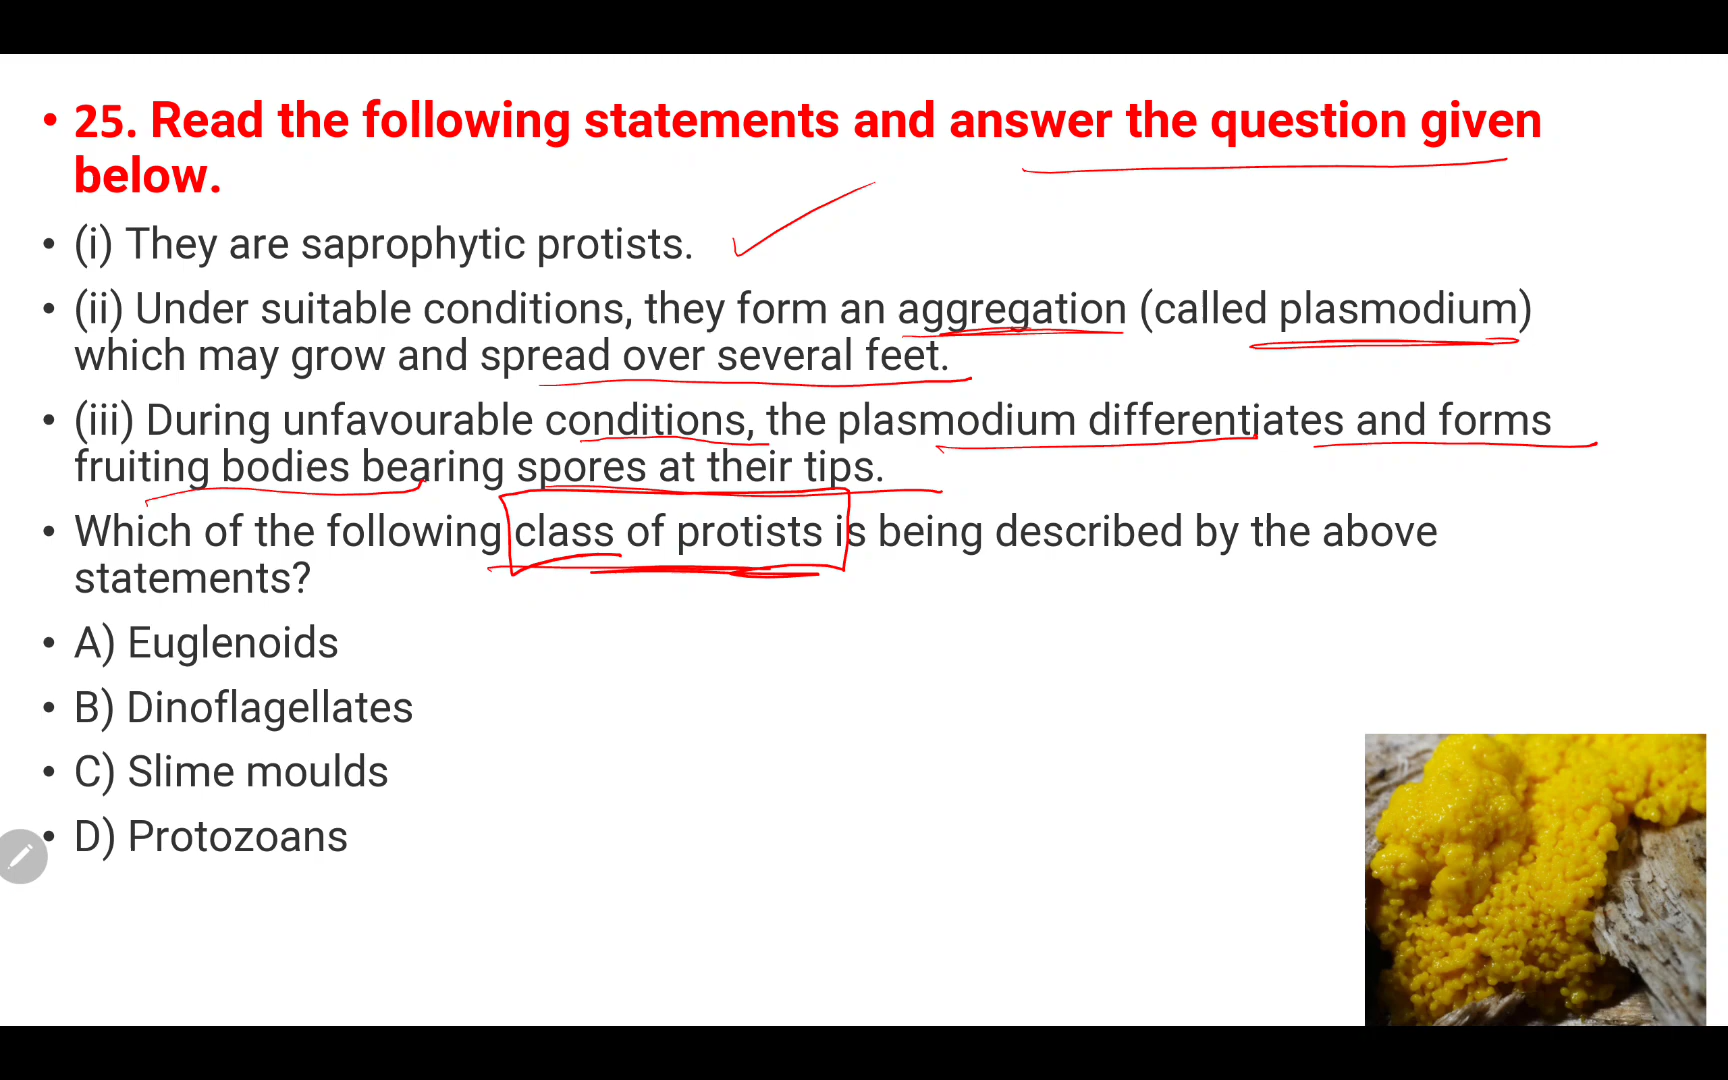 • 25. Read the following statements and answer the question given
below.
• (i) They are saprophytic protists.
• (ii) Under suitable conditions, they form an aggregation (called plasmodium)
which may grow and spread over several feet.
• (iii) During unfavourable conditions, the plasmodium differentiates and forms
fruiting bodies bearing spores at their tips.
• Which of the following class of protists is being described by the above
statements?
• A) Euglenoids
• B) Dinoflagellates
• C) Slime moulds
• D) Protozoans